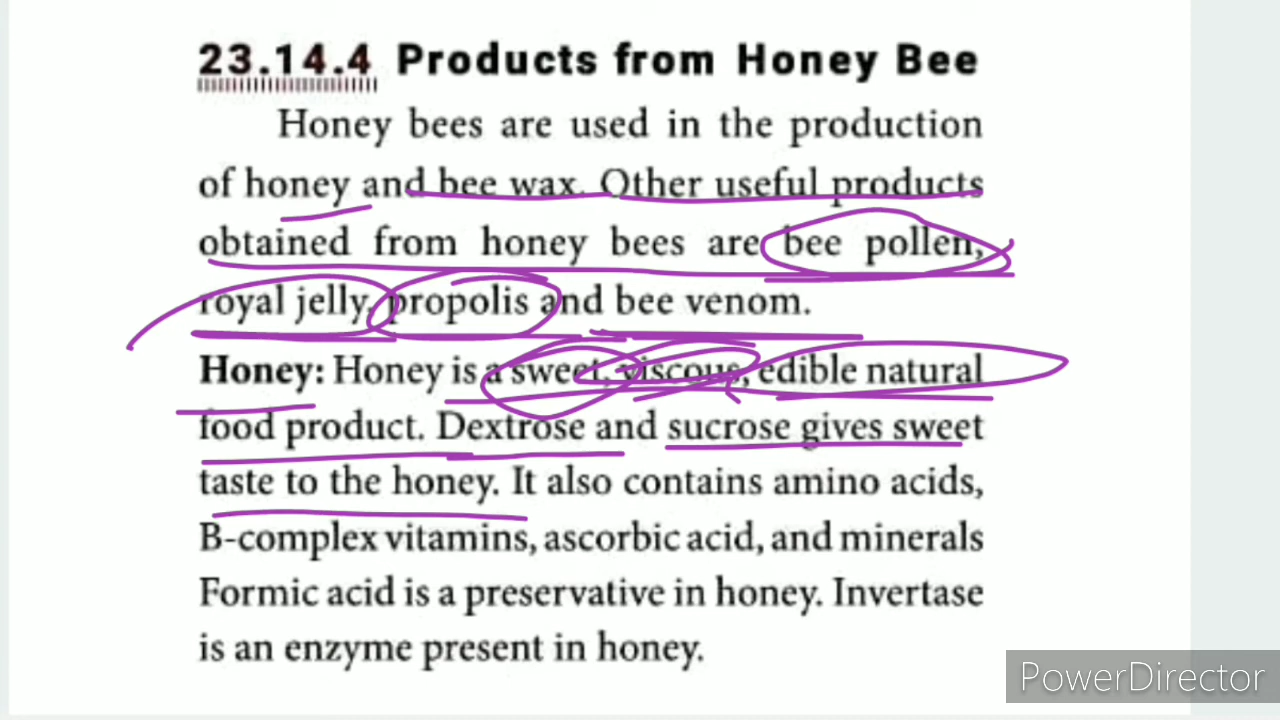 23.14.4 Products from Honey Bee
Honey bees are used in the production
of honey and bee wax. Other useful products
obtained from honey bees are bee pollen,
royal jelly, propolis and bee venom.
Honey: Honey is a sweet, viscous, edible natural
food product. Dextrose and sucrose gives sweet
taste to the honey. It also contains amino acids,
B-complex vitamins, ascorbic acid, and minerals
Formic acid is a preservative in honey. Invertase
is an enzyme present in honey.
PowerDirector